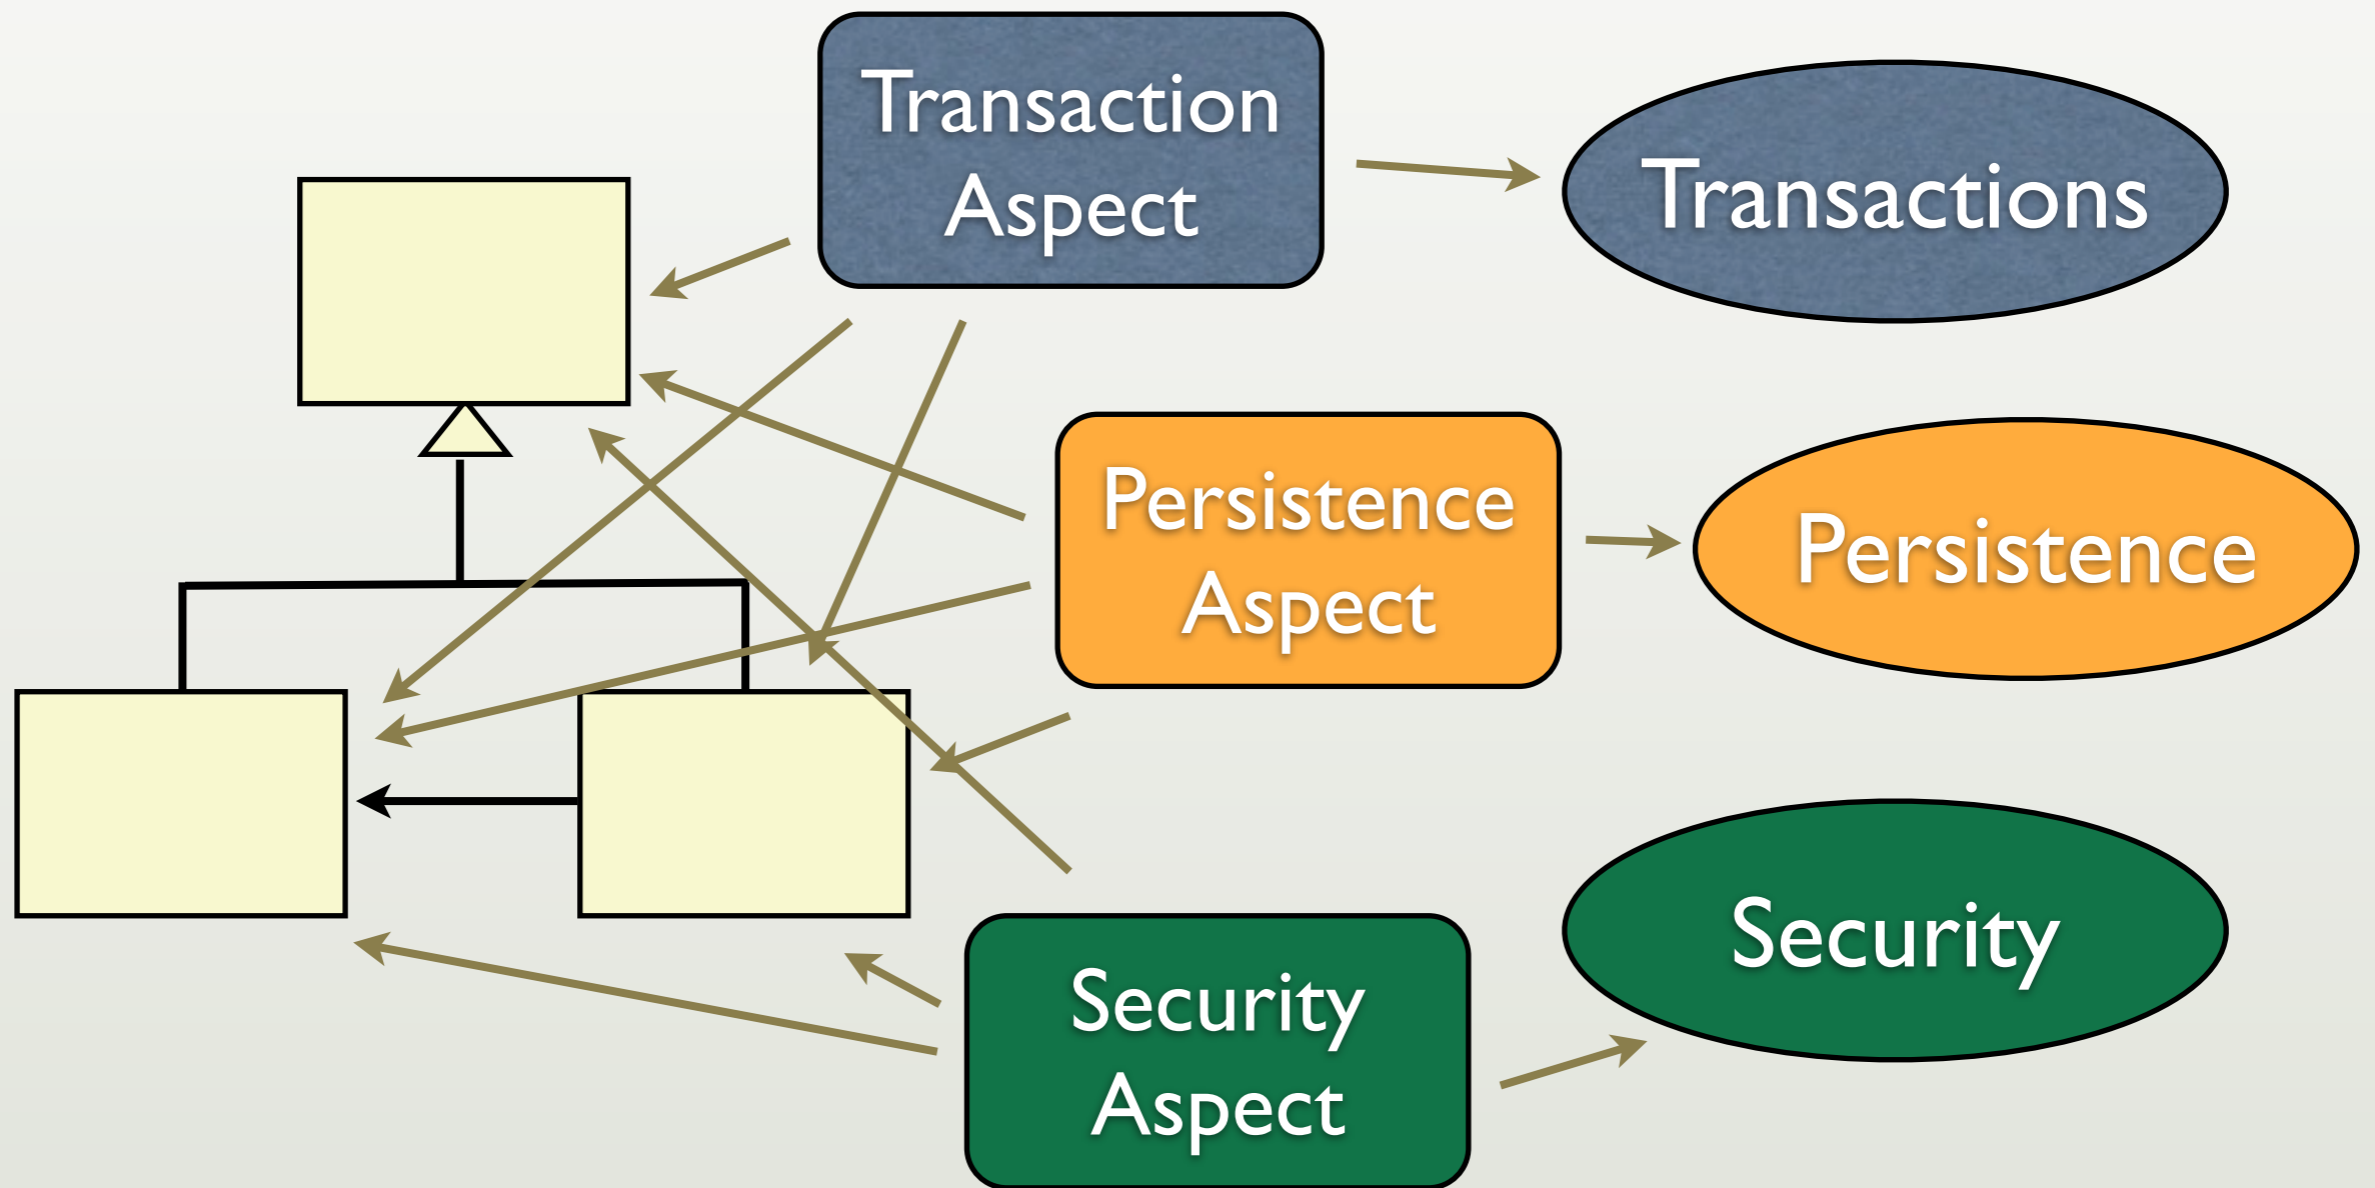 Transaction
Aspect
Transactions
Persistence
Aspect
Persistence
Security
Aspect
Security